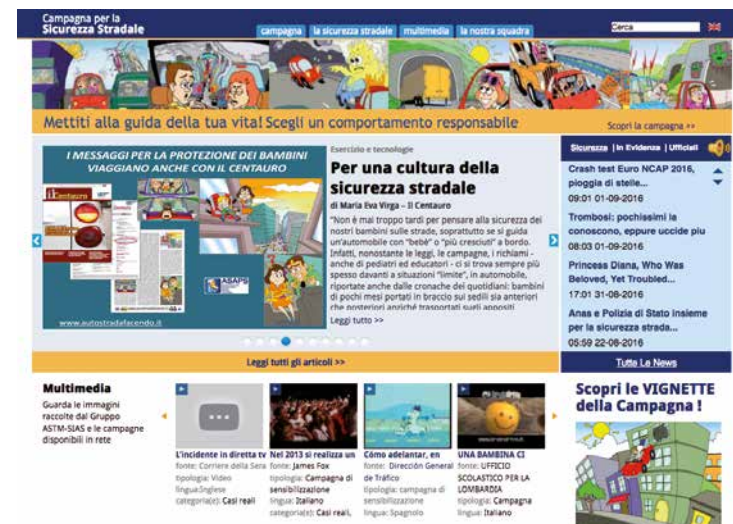 Campagna per la
Sicurezza Stradale
campagna
la sicurezza stradale
multimedia
la nostra squadra
Cerca
Mettiti alla guida della tua vita! Scegli un comportamento responsabile
Scopri la campagna >>
I MESSAGGI PER LA PROTEZIONE DEI BAMBINI
VIAGGIANO ANCHE CON IL CENTAURO
il Centauro
ASAPS
www.autostradafacendo.it
Esercizio e tecnologie
Per una cultura della
sicurezza stradale
di Maria Eva Virga – Il Centauro
"Non è mai troppo tardi per pensare alla sicurezza dei
nostri bambini sulle strade, soprattutto se si guida
un'automobile con "bebè" o "più cresciuti" a bordo.
Infatti, nonostante le leggi, le campagne, i richiami -
anche di pediatri ed educatori - ci si trova sempre più
spesso davanti a situazioni "limite", in automobile,
riportate anche dalle cronache dei quotidiani: bambini
di pochi mesi portati in braccio sui sedili sia anteriori
che posteriori anziché trasportati sugli appositi
Leggi tutto >>
Sicurezza | In Evidenza | Ufficiali
Crash test Euro NCAP 2016,
pioggia di stelle...
09:01 01-09-2016
Trombosi: pochissimi la
conoscono, eppure uccide piu
08:03 01-09-2016
Princess Diana, Who Was
Beloved, Yet Troubled...
17:01 31-08-2016
Anas e Polizia di Stato insieme
per la sicurezza strada...
05:59 22-08-2016
Leggi tutti gli articoli >>
Tutte Le News
Multimedia
Guarda le immagini
raccolte dal Gruppo
ASTM-SIAS e le campagne
disponibili in rete
L'incidente in diretta tv
fonte: Corriere della Sera
tipologia: Video
lingua:Inglese
categoria(e): Casi reali
Nel 2013 si realizza un
fonte: James Fox
tipologia: Campagna di
sensibilizzazione
lingua: Italiano
categoria(e): Casi reali,
Cómo adelantar, en
fonte: Dirección General
de Tráfico
tipologia: campagna di
sensibilizzazione
lingua: Spagnolo
UNA BAMBINA CI
fonte: UFFICIO
SCOLASTICO PER LA
LOMBARDIA
tipologia: Campagna
lingua: Italiano
Scopri le VIGNETTE
della Campagna !